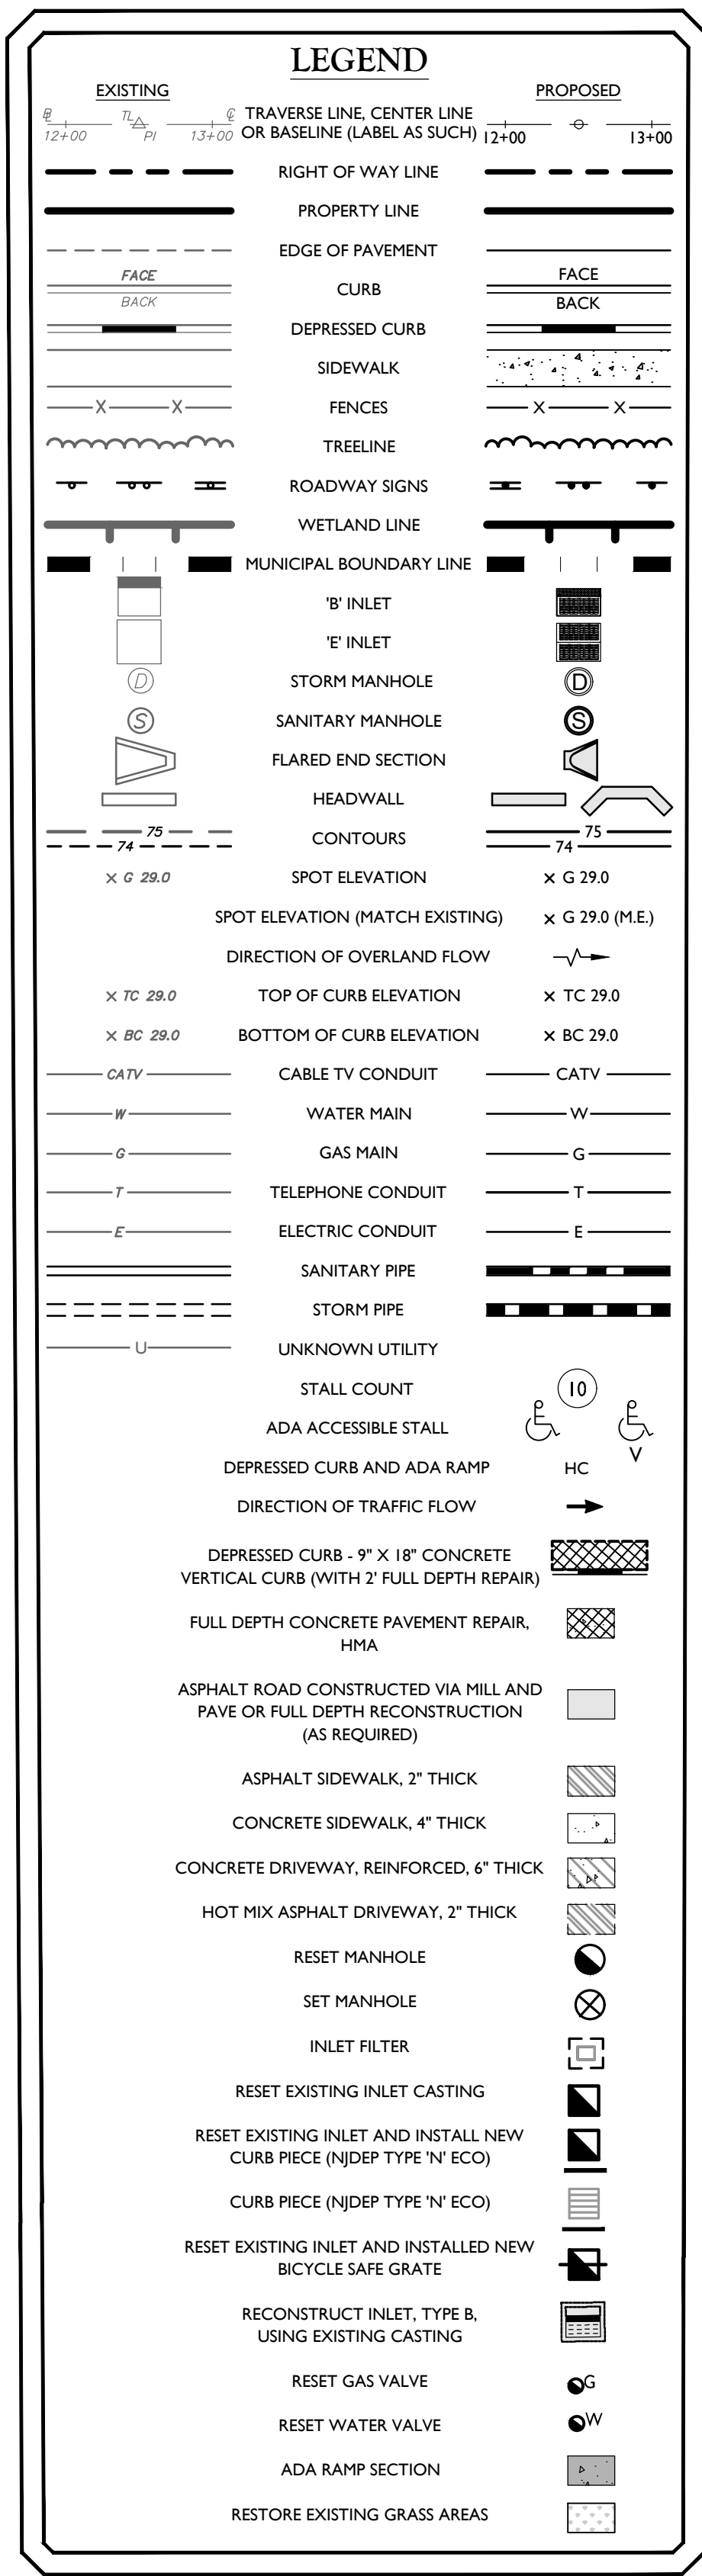 LEGEND
EXISTING
PROPOSED
TL
12+00 PI 13+00
TRAVERSE LINE, CENTER LINE
OR BASELINE (LABEL AS SUCH)
12+00 13+00
RIGHT OF WAY LINE
PROPERTY LINE
EDGE OF PAVEMENT
FACE
BACK
CURB
FACE
BACK
DEPRESSED CURB
SIDEWALK
X X FENCES X X
TREELINE
ROADWAY SIGNS
WETLAND LINE
MUNICIPAL BOUNDARY LINE
'B' INLET
'E' INLET
D STORM MANHOLE D
S SANITARY MANHOLE S
FLARED END SECTION
HEADWALL
75
74
CONTOURS
75
74
× G 29.0 SPOT ELEVATION × G 29.0
SPOT ELEVATION (MATCH EXISTING) × G 29.0 (M.E.)
DIRECTION OF OVERLAND FLOW
× TC 29.0 TOP OF CURB ELEVATION × TC 29.0
× BC 29.0 BOTTOM OF CURB ELEVATION × BC 29.0
CATV CABLE TV CONDUIT CATV
W WATER MAIN W
G GAS MAIN G
T TELEPHONE CONDUIT T
E ELECTRIC CONDUIT E
SANITARY PIPE
STORM PIPE
U UNKNOWN UTILITY
STALL COUNT 10
ADA ACCESSIBLE STALL
V
DEPRESSED CURB AND ADA RAMP HC
DIRECTION OF TRAFFIC FLOW
DEPRESSED CURB - 9" X 18" CONCRETE
VERTICAL CURB (WITH 2' FULL DEPTH REPAIR)
FULL DEPTH CONCRETE PAVEMENT REPAIR,
HMA
ASPHALT ROAD CONSTRUCTED VIA MILL AND
PAVE OR FULL DEPTH RECONSTRUCTION
(AS REQUIRED)
ASPHALT SIDEWALK, 2" THICK
CONCRETE SIDEWALK, 4" THICK
CONCRETE DRIVEWAY, REINFORCED, 6" THICK
HOT MIX ASPHALT DRIVEWAY, 2" THICK
RESET MANHOLE
SET MANHOLE
INLET FILTER
RESET EXISTING INLET CASTING
RESET EXISTING INLET AND INSTALL NEW
CURB PIECE (NJDEP TYPE 'N' ECO)
CURB PIECE (NJDEP TYPE 'N' ECO)
RESET EXISTING INLET AND INSTALLED NEW
BICYCLE SAFE GRATE
RECONSTRUCT INLET, TYPE B,
USING EXISTING CASTING
RESET GAS VALVE G
RESET WATER VALVE W
ADA RAMP SECTION
RESTORE EXISTING GRASS AREAS